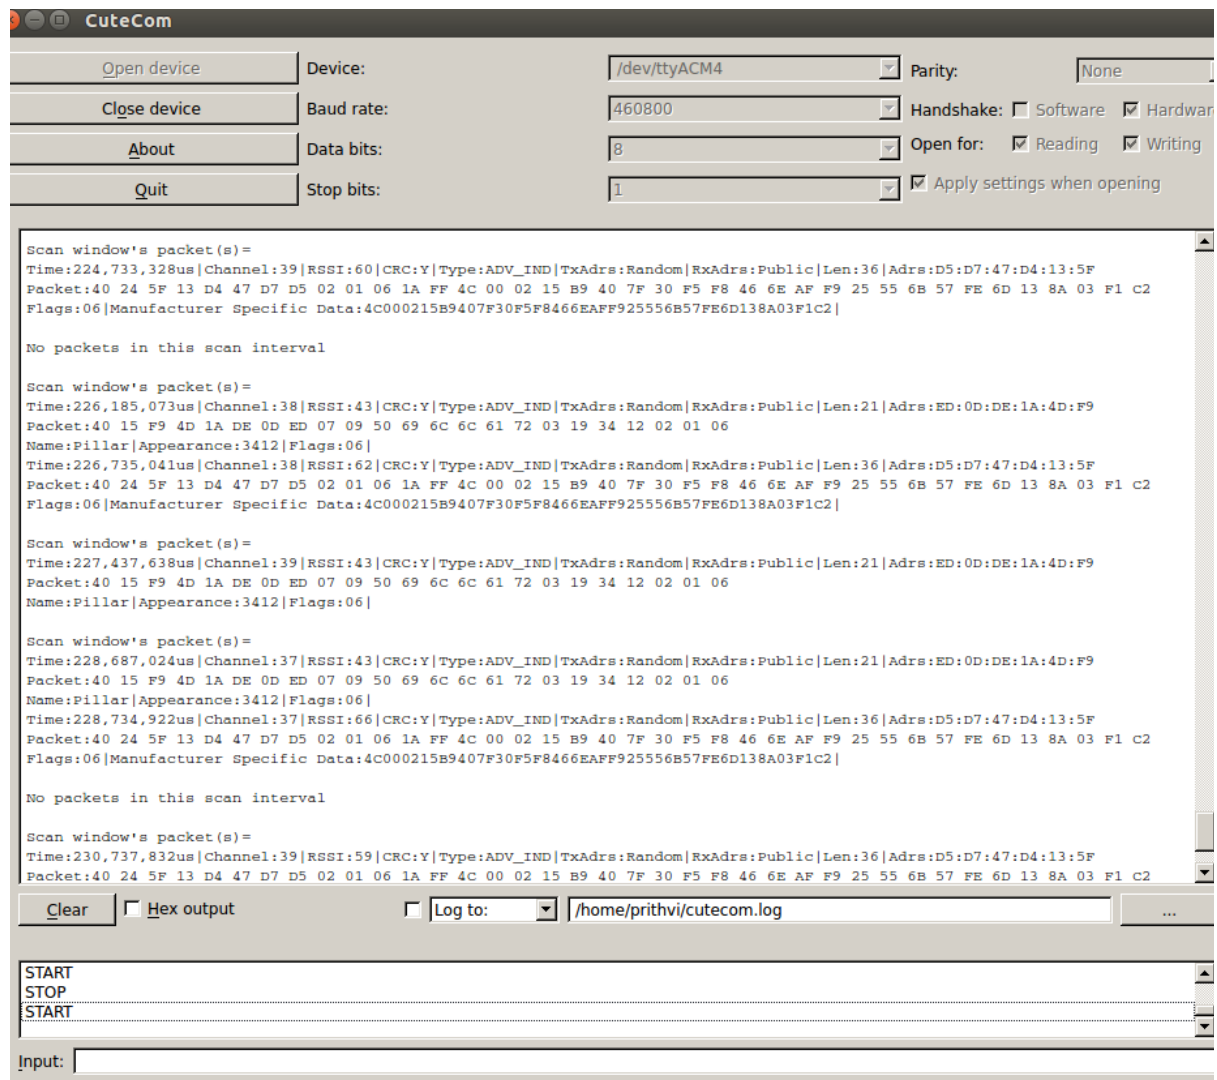 CuteCom
Open device Device: /dev/ttyACM4 Parity: None
Close device Baud rate: 460800 Handshake: Software Hardwar
About Data bits: 8 Open for: Reading Writing
Quit Stop bits: 1 Apply settings when opening
Scan window's packet(s)=
Time:224,733,328us|Channel:39|RSSI:60|CRC:Y|Type:ADV_IND|TxAdrs:Random|RxAdrs:Public|Len:36|Adrs:D5:D7:47:D4:13:5F
Packet:40 24 5F 13 D4 47 D7 D5 02 01 06 1A FF 4C 00 02 15 B9 40 7F 30 F5 F8 46 6E AF F9 25 55 6B 57 FE 6D 13 8A 03 F1 C2
Flags:06|Manufacturer Specific Data:4C000215B9407F30F5F8466EAFF925556B57FE6D138A03F1C2|
No packets in this scan interval
Scan window's packet(s)=
Time:226,185,073us|Channel:38|RSSI:43|CRC:Y|Type:ADV_IND|TxAdrs:Random|RxAdrs:Public|Len:21|Adrs:ED:0D:DE:1A:4D:F9
Packet:40 15 F9 4D 1A DE 0D ED 07 09 50 69 6C 6C 61 72 03 19 34 12 02 01 06
Name:Pillar|Appearance:3412|Flags:06|
Time:226,735,041us|Channel:38|RSSI:62|CRC:Y|Type:ADV_IND|TxAdrs:Random|RxAdrs:Public|Len:36|Adrs:D5:D7:47:D4:13:5F
Packet:40 24 5F 13 D4 47 D7 D5 02 01 06 1A FF 4C 00 02 15 B9 40 7F 30 F5 F8 46 6E AF F9 25 55 6B 57 FE 6D 13 8A 03 F1 C2
Flags:06|Manufacturer Specific Data:4C000215B9407F30F5F8466EAFF925556B57FE6D138A03F1C2|
Scan window's packet(s)=
Time:227,437,638us|Channel:39|RSSI:43|CRC:Y|Type:ADV_IND|TxAdrs:Random|RxAdrs:Public|Len:21|Adrs:ED:0D:DE:1A:4D:F9
Packet:40 15 F9 4D 1A DE 0D ED 07 09 50 69 6C 6C 61 72 03 19 34 12 02 01 06
Name:Pillar|Appearance:3412|Flags:06|
Scan window's packet(s)=
Time:228,687,024us|Channel:37|RSSI:43|CRC:Y|Type:ADV_IND|TxAdrs:Random|RxAdrs:Public|Len:21|Adrs:ED:0D:DE:1A:4D:F9
Packet:40 15 F9 4D 1A DE 0D ED 07 09 50 69 6C 6C 61 72 03 19 34 12 02 01 06
Name:Pillar|Appearance:3412|Flags:06|
Time:228,734,922us|Channel:37|RSSI:66|CRC:Y|Type:ADV_IND|TxAdrs:Random|RxAdrs:Public|Len:36|Adrs:D5:D7:47:D4:13:5F
Packet:40 24 5F 13 D4 47 D7 D5 02 01 06 1A FF 4C 00 02 15 B9 40 7F 30 F5 F8 46 6E AF F9 25 55 6B 57 FE 6D 13 8A 03 F1 C2
Flags:06|Manufacturer Specific Data:4C000215B9407F30F5F8466EAFF925556B57FE6D138A03F1C2|
No packets in this scan interval
Scan window's packet(s)=
Time:230,737,832us|Channel:39|RSSI:59|CRC:Y|Type:ADV_IND|TxAdrs:Random|RxAdrs:Public|Len:36|Adrs:D5:D7:47:D4:13:5F
Packet:40 24 5F 13 D4 47 D7 D5 02 01 06 1A FF 4C 00 02 15 B9 40 7F 30 F5 F8 46 6E AF F9 25 55 6B 57 FE 6D 13 8A 03 F1 C2
Clear Hex output Log to: /home/prithvi/cutecom.log ...
START
STOP
START
Input: